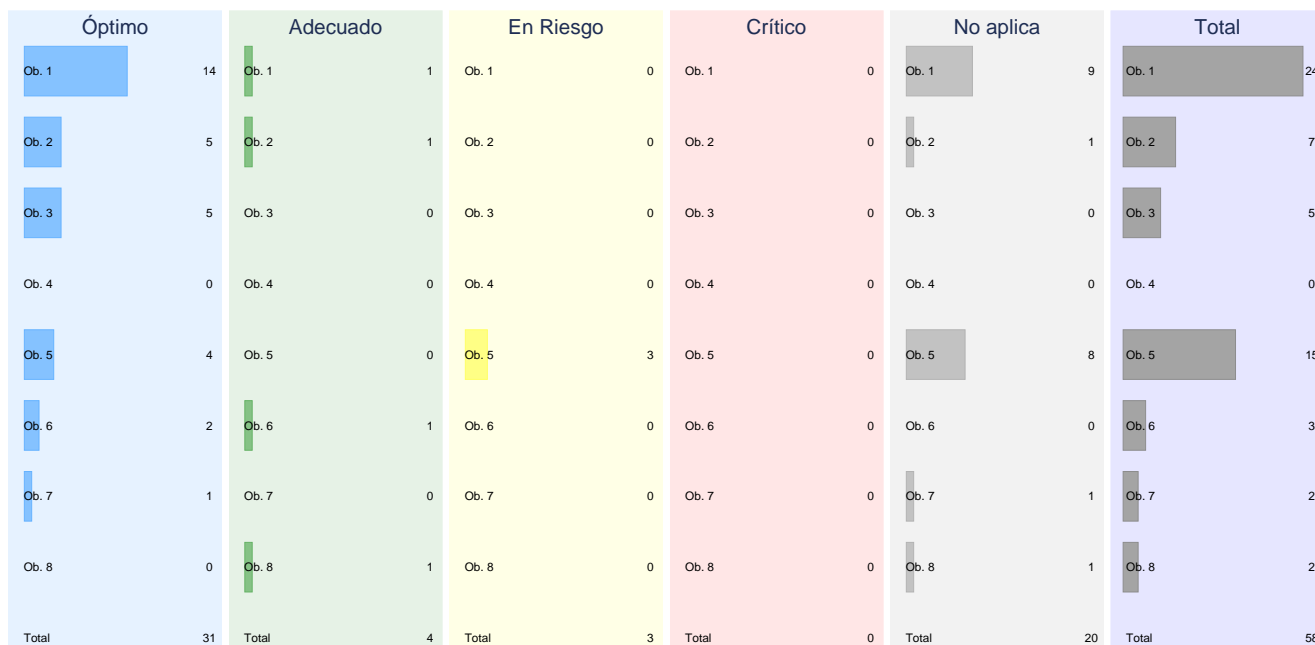 Óptimo Adecuado En Riesgo Crítico No aplica Total
Ob. 1 14 Ob. 1 1 Ob. 1 0 Ob. 1 0 Ob. 1 9 Ob. 1 24
Ob. 2 5 Ob. 2 1 Ob. 2 0 Ob. 2 0 Ob. 2 1 Ob. 2 7
Ob. 3 5 Ob. 3 0 Ob. 3 0 Ob. 3 0 Ob. 3 0 Ob. 3 5
Ob. 4 0 Ob. 4 0 Ob. 4 0 Ob. 4 0 Ob. 4 0 Ob. 4 0
Ob. 5 4 Ob. 5 0 Ob. 5 3 Ob. 5 0 Ob. 5 8 Ob. 5 15
Ob. 6 2 Ob. 6 1 Ob. 6 0 Ob. 6 0 Ob. 6 0 Ob. 6 3
Ob. 7 1 Ob. 7 0 Ob. 7 0 Ob. 7 0 Ob. 7 1 Ob. 7 2
Ob. 8 0 Ob. 8 1 Ob. 8 0 Ob. 8 0 Ob. 8 1 Ob. 8 2
Total 31 Total 4 Total 3 Total 0 Total 20 Total 58